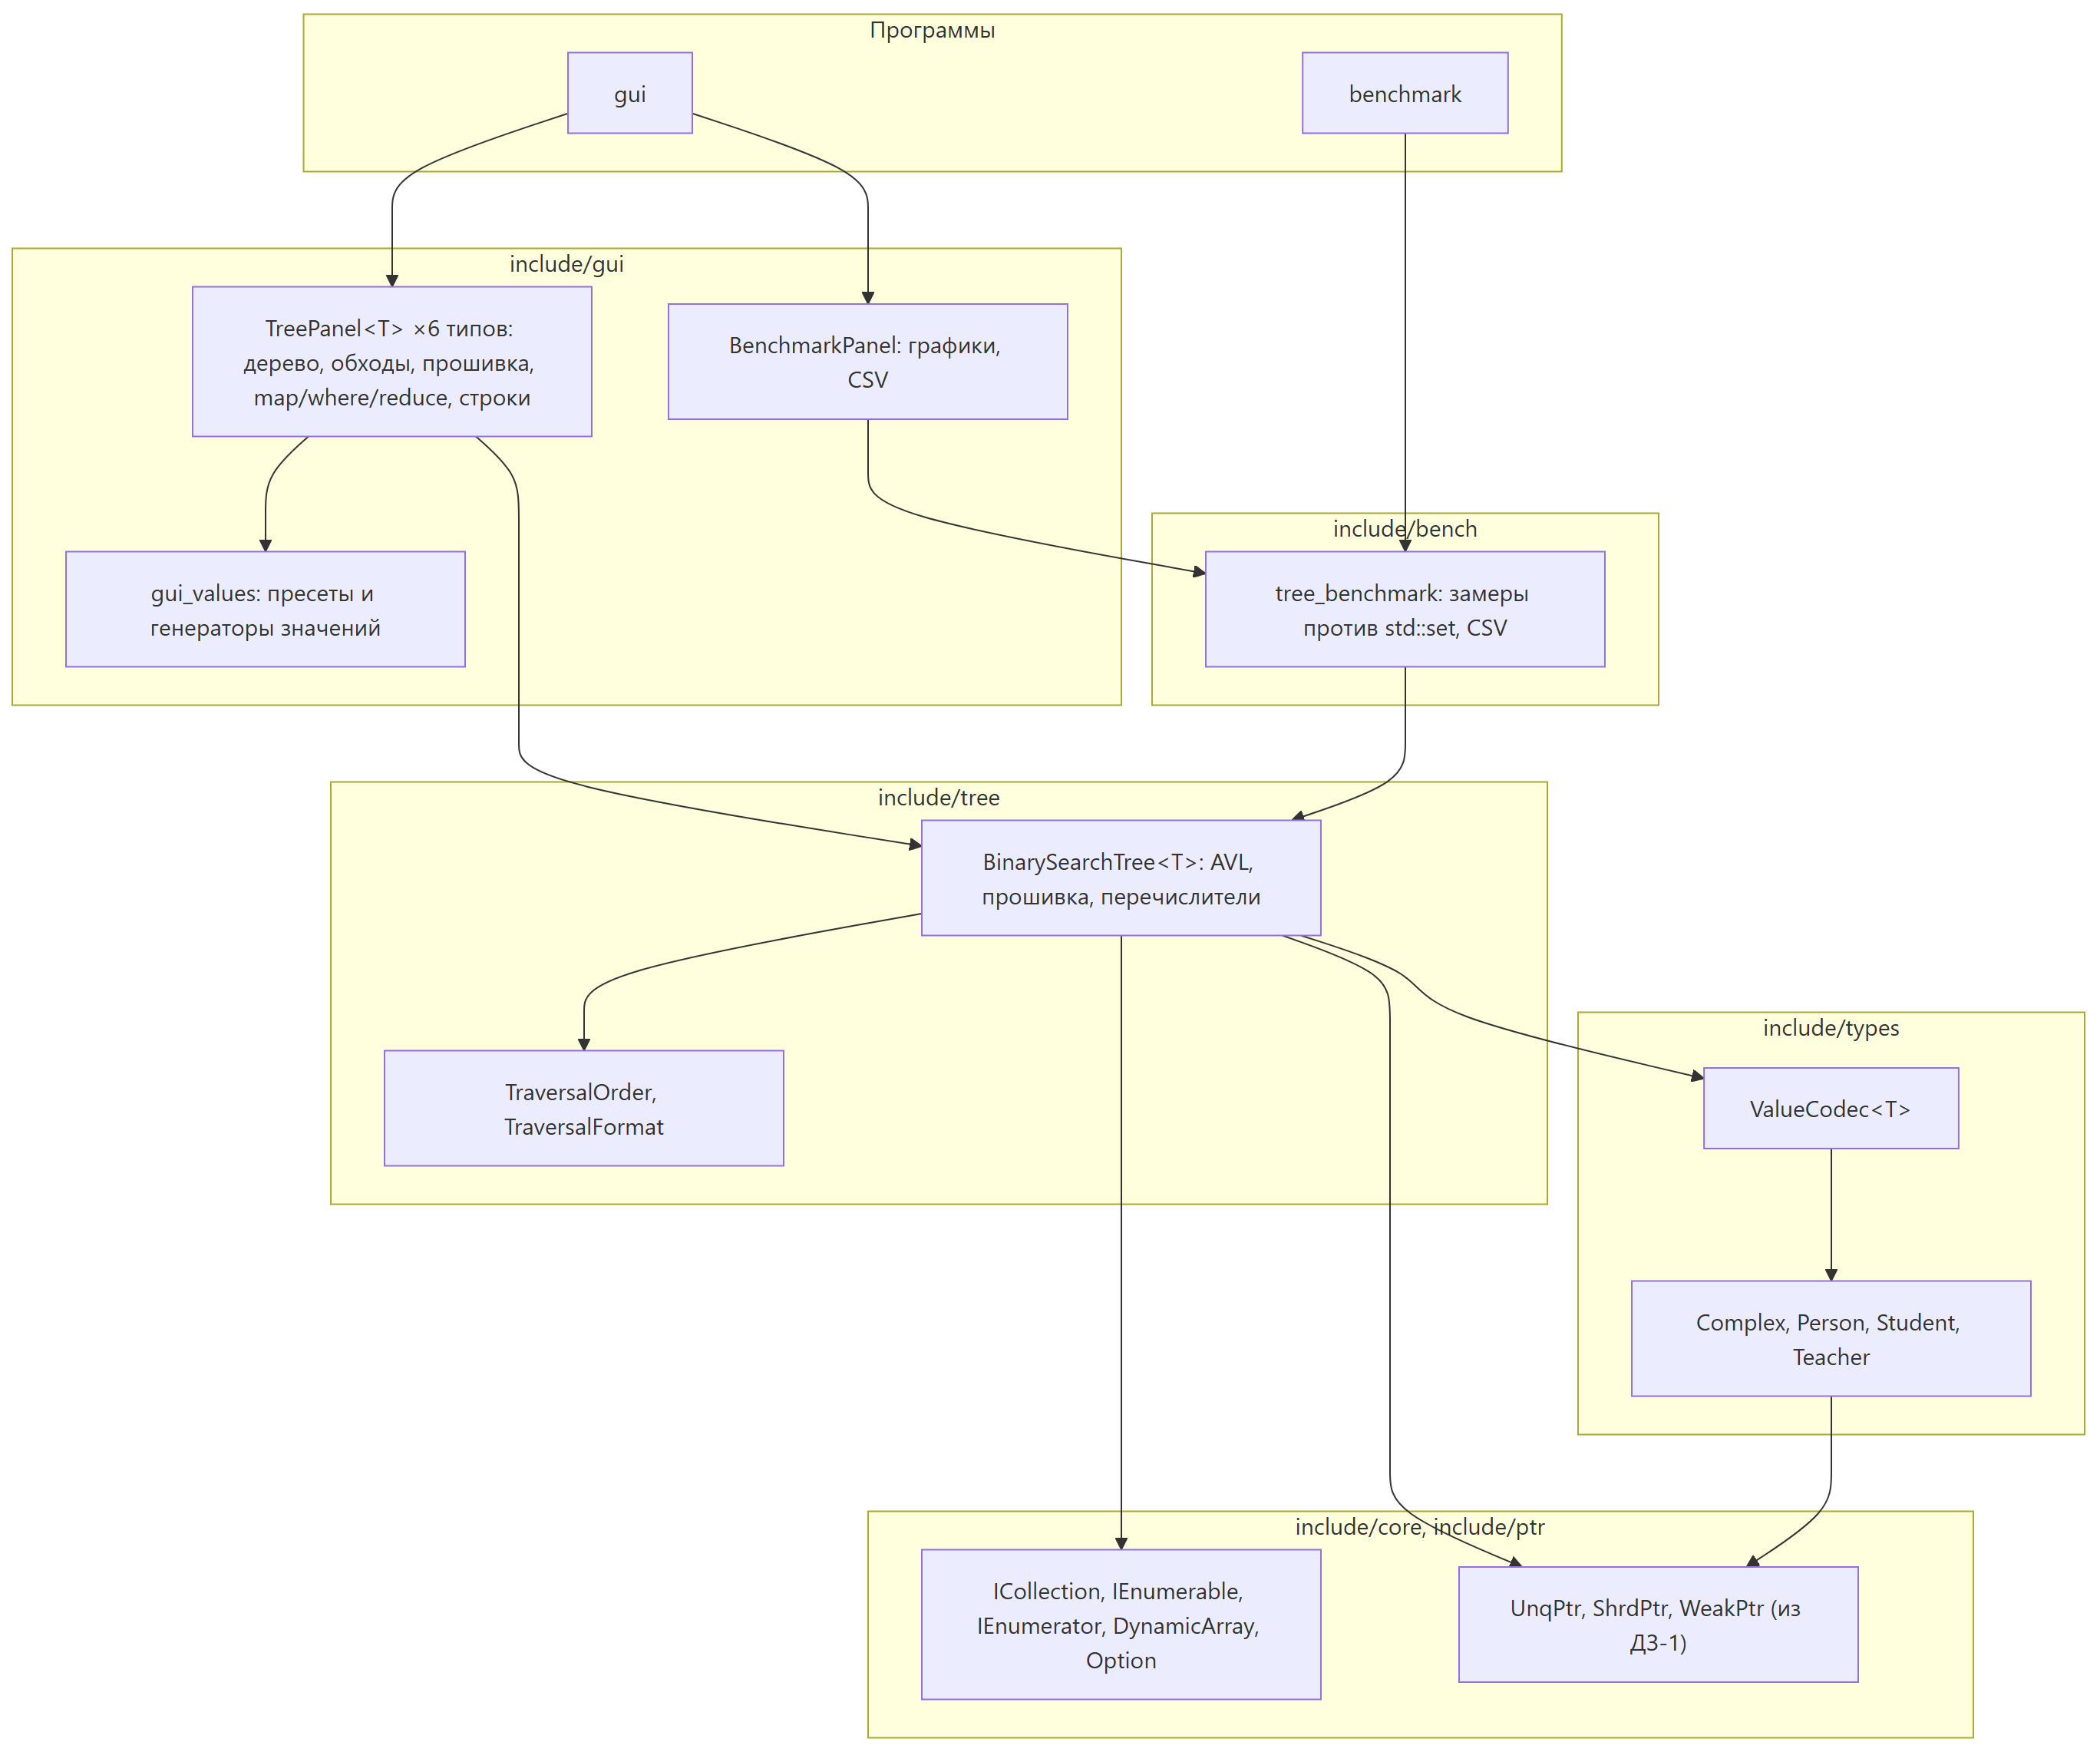 Программы
gui
benchmark
include/gui
TreePanel<T> ×6 типов:
дерево, обходы, прошивка,
map/where/reduce, строки
BenchmarkPanel: графики,
CSV
gui_values: пресеты и
генераторы значений
include/bench
tree_benchmark: замеры
против std::set, CSV
include/tree
BinarySearchTree<T>: AVL,
прошивка, перечислители
TraversalOrder,
TraversalFormat
include/types
ValueCodec<T>
Complex, Person, Student,
Teacher
include/core, include/ptr
ICollection, IEnumerable,
IEnumerator, DynamicArray,
Option
UnqPtr, ShrdPtr, WeakPtr (из
ДЗ-1)